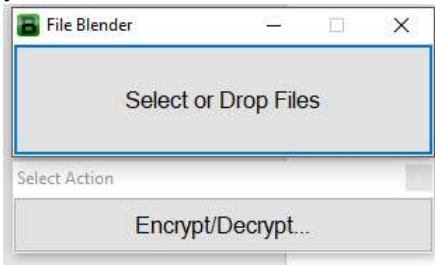 File Blender
Select or Drop Files
Select Action
Encrypt/Decrypt...